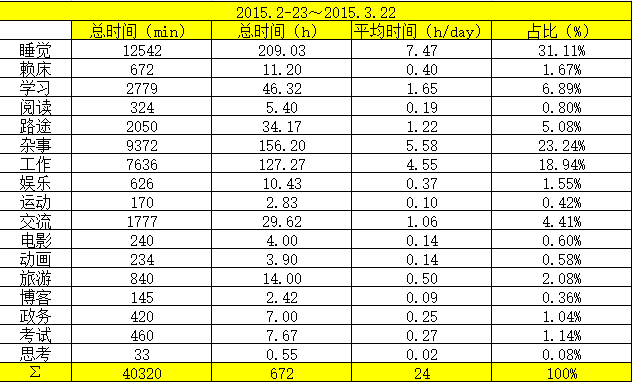 2015.2-23～2015.3.22
总时间（min） 总时间（h） 平均时间（h/day） 占比（%）
睡觉 12542 209.03 7.47 31.11%
赖床 672 11.20 0.40 1.67%
学习 2779 46.32 1.65 6.89%
阅读 324 5.40 0.19 0.80%
路途 2050 34.17 1.22 5.08%
杂事 9372 156.20 5.58 23.24%
工作 7636 127.27 4.55 18.94%
娱乐 626 10.43 0.37 1.55%
运动 170 2.83 0.10 0.42%
交流 1777 29.62 1.06 4.41%
电影 240 4.00 0.14 0.60%
动画 234 3.90 0.14 0.58%
旅游 840 14.00 0.50 2.08%
博客 145 2.42 0.09 0.36%
政务 420 7.00 0.25 1.04%
考试 460 7.67 0.27 1.14%
思考 33 0.55 0.02 0.08%
Σ 40320 672 24 100%